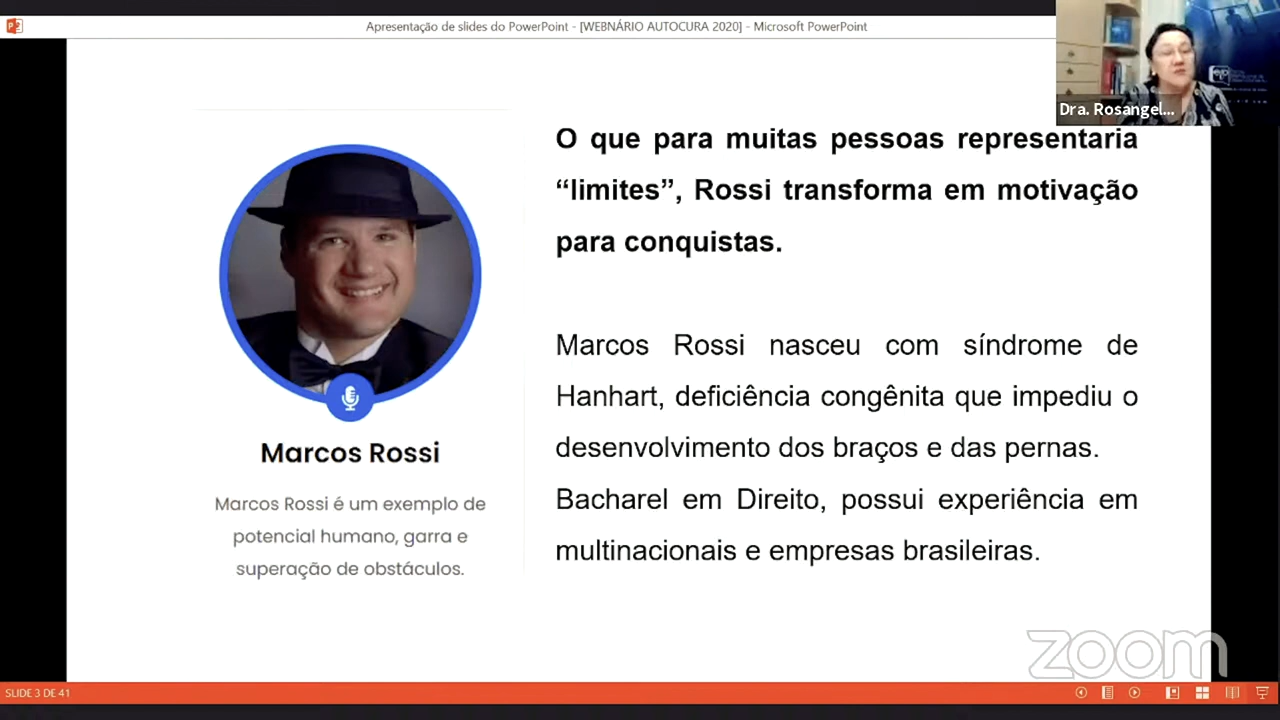 Apresentação de slides do PowerPoint - [WEBNÁRIO AUTOCURA 2020] - Microsoft PowerPoint
Dra. Rosangel...
O que para muitas pessoas representaria
“limites”, Rossi transforma em motivação
para conquistas.
Marcos Rossi nasceu com síndrome de
Hanhart, deficiência congênita que impediu o
desenvolvimento dos braços e das pernas.
Bacharel em Direito, possui experiência em
multinacionais e empresas brasileiras.
Marcos Rossi
Marcos Rossi é um exemplo de
potencial humano, garra e
superação de obstáculos.
zoom
SLIDE 3 DE 41